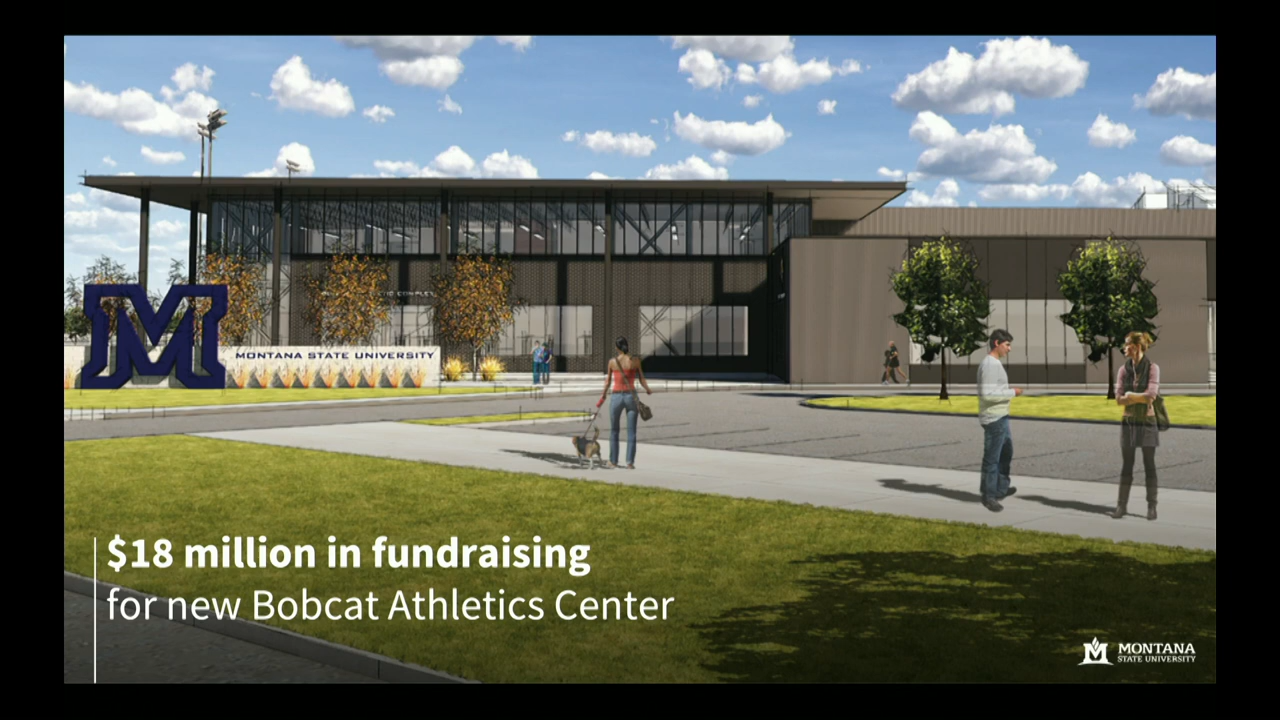 MONTANA STATE UNIVERSITY
$18 million in fundraising
for new Bobcat Athletics Center
M
MONTANA
STATE UNIVERSITY